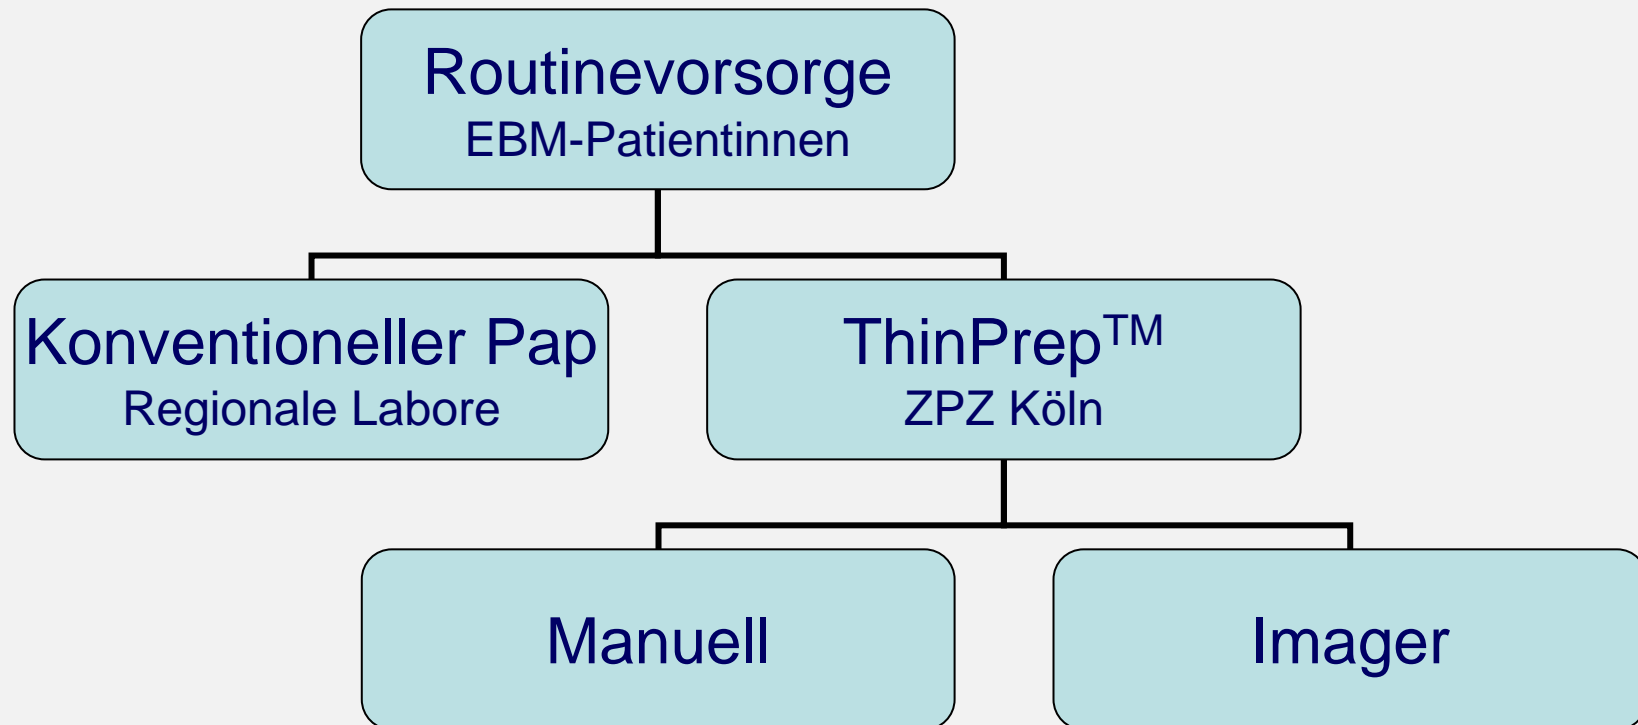 Routinevorsorge
EBM-Patientinnen
Konventioneller Pap
Regionale Labore
ThinPrep™
ZPZ Köln
Manuell
Imager